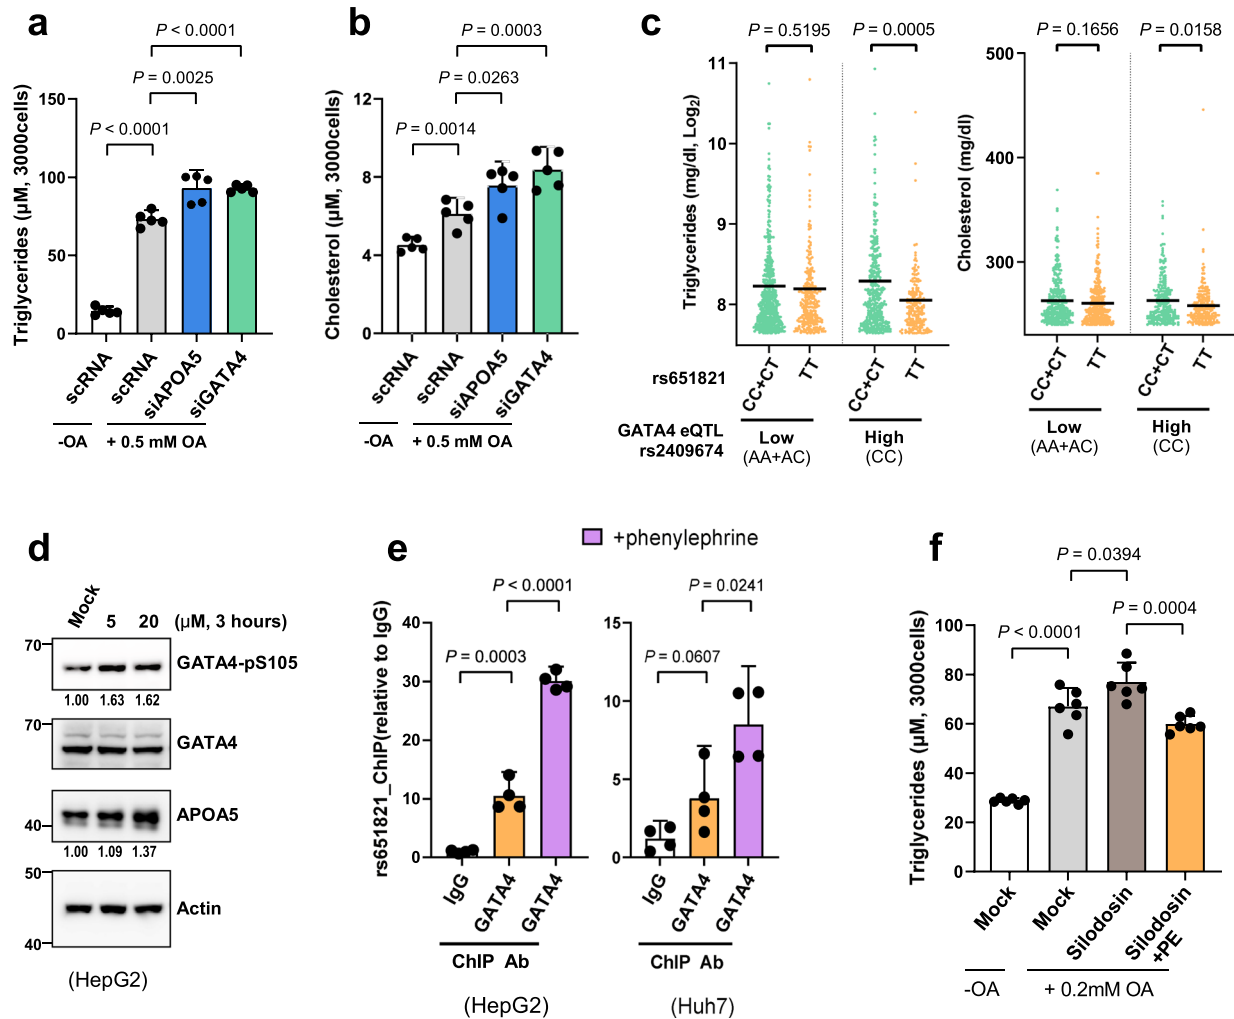 a
P < 0.0001
P = 0.0025
P < 0.0001
Triglycerides (µM, 3000cells)
150
100
50
0
scRNA
scRNA
siAPOA5
siGATA4
-OA
+ 0.5 mM OA
b
P = 0.0003
P = 0.0263
P = 0.0014
Cholesterol (µM, 3000cells)
12
8
4
0
scRNA
scRNA
siAPOA5
siGATA4
-OA
+ 0.5 mM OA
c
P = 0.5195
P = 0.0005
Triglycerides (mg/dl, Log2)
11
10
9
8
rs651821
CC+CT
TT
CC+CT
TT
GATA4 eQTL
rs2409674
Low
(AA+AC)
High
(CC)
P = 0.1656
P = 0.0158
Cholesterol (mg/dl)
500
400
300
CC+CT
TT
CC+CT
TT
Low
(AA+AC)
High
(CC)
d
Mock
5
20
(µM, 3 hours)
70
GATA4-pS105
1.00
1.63
1.62
70
GATA4
APOA5
40
1.00
1.09
1.37
50
Actin
40
(HepG2)
e
+phenylephrine
P < 0.0001
P = 0.0003
rs651821_ChIP(relative to IgG)
40
30
20
10
0
IgG
GATA4
GATA4
ChIP Ab
(HepG2)
P = 0.0241
P = 0.0607
15
10
5
0
IgG
GATA4
GATA4
ChIP Ab
(Huh7)
f
P = 0.0394
P = 0.0004
P < 0.0001
Triglycerides (µM, 3000cells)
100
80
60
40
20
0
Mock
Mock
Silodosin
Silodosin
+PE
-OA
+ 0.2mM OA